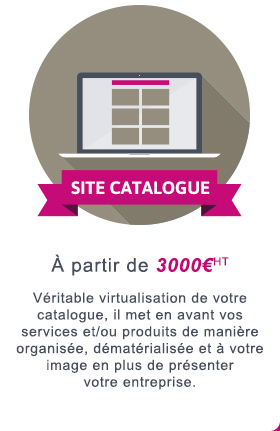 SITE CATALOGUE
À partir de 3000€HT
Véritable virtualisation de votre
catalogue, il met en avant vos
services et/ou produits de manière
organisée, dématérialisée et à votre
image en plus de présenter
votre entreprise.